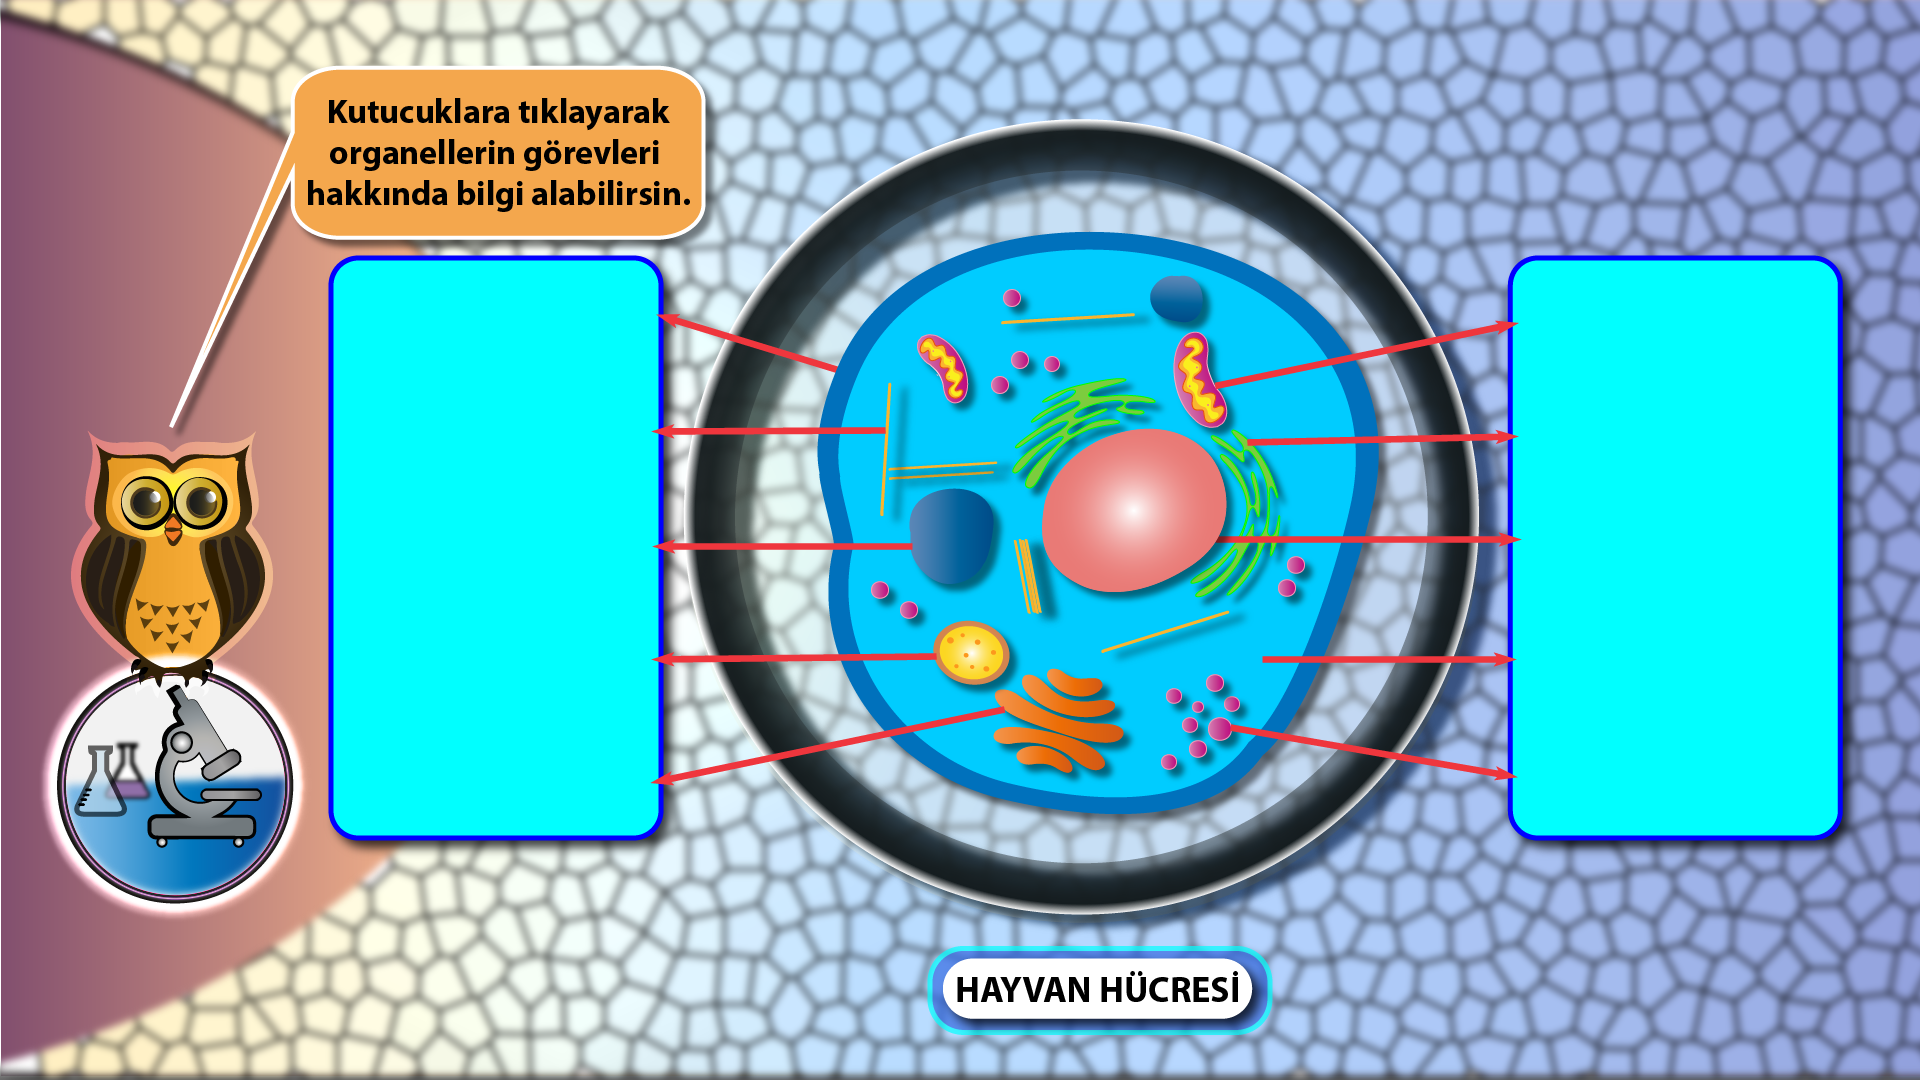 Kutucuklara tıklayarak
organellerin görevleri
hakkında bilgi alabilirsin.
HAYVAN HÜCRESİ